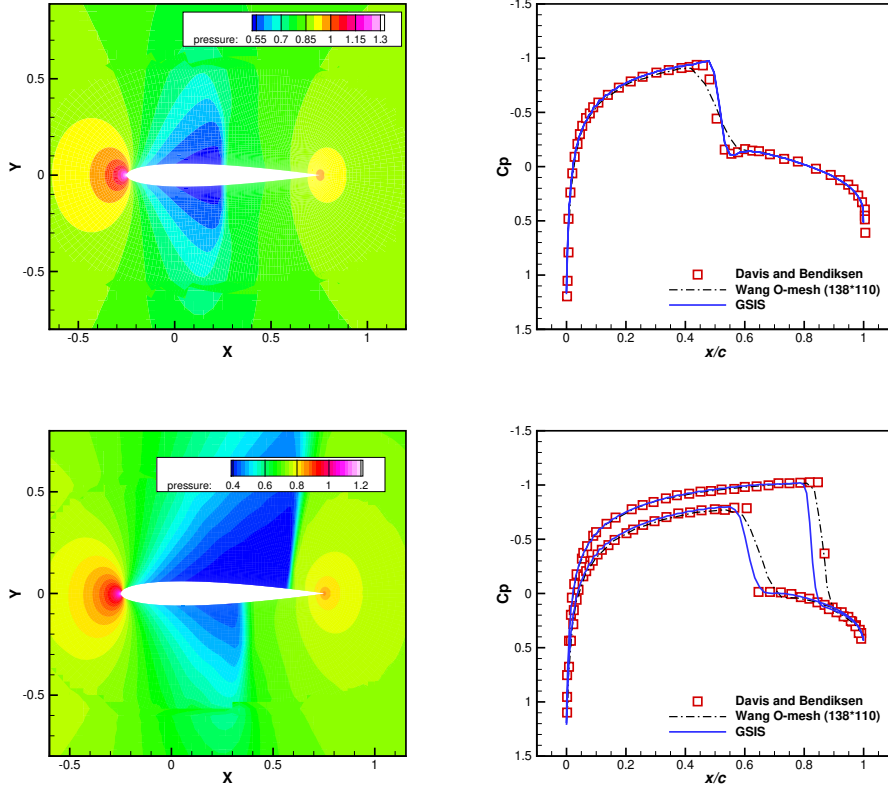 pressure: 0.55 0.7 0.85 1 1.15 1.3
Y
0.5
0
-0.5
-0.5 0 0.5 1
X
Cp
-1.5
-1
-0.5
0
0.5
1
1.5
Davis and Bendiksen
Wang O-mesh (138*110)
GSIS
0 0.2 0.4 0.6 0.8 1
x/c
pressure: 0.4 0.6 0.8 1 1.2
Y
0.5
0
-0.5
-0.5 0 0.5 1
X
Cp
-1.5
-1
-0.5
0
0.5
1
1.5
Davis and Bendiksen
Wang O-mesh (138*110)
GSIS
0 0.2 0.4 0.6 0.8 1
x/c